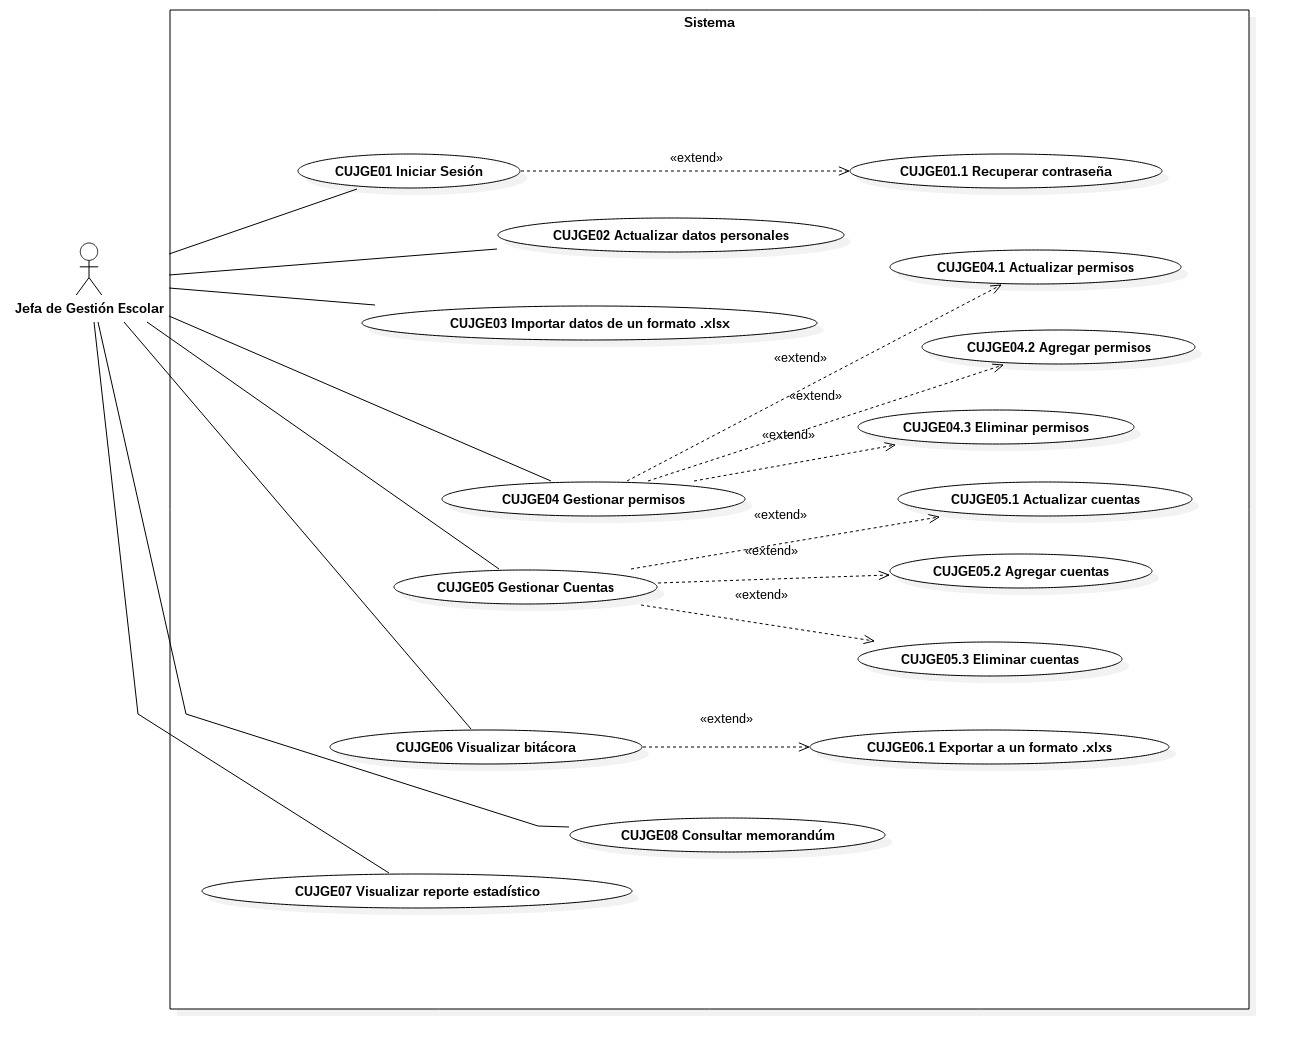 Sistema
CUJGE01 Iniciar Sesión
«extend»
CUJGE01.1 Recuperar contraseña
CUJGE02 Actualizar datos personales
CUJGE04.1 Actualizar permisos
Jefa de Gestión Escolar
CUJGE03 Importar datos de un formato .xlsx
CUJGE04.2 Agregar permisos
«extend»
«extend»
«extend»
CUJGE04.3 Eliminar permisos
CUJGE04 Gestionar permisos
CUJGE05.1 Actualizar cuentas
«extend»
«extend»
CUJGE05.2 Agregar cuentas
CUJGE05 Gestionar Cuentas
«extend»
CUJGE05.3 Eliminar cuentas
«extend»
CUJGE06 Visualizar bitácora
CUJGE06.1 Exportar a un formato .xlxs
CUJGE08 Consultar memorandúm
CUJGE07 Visualizar reporte estadístico